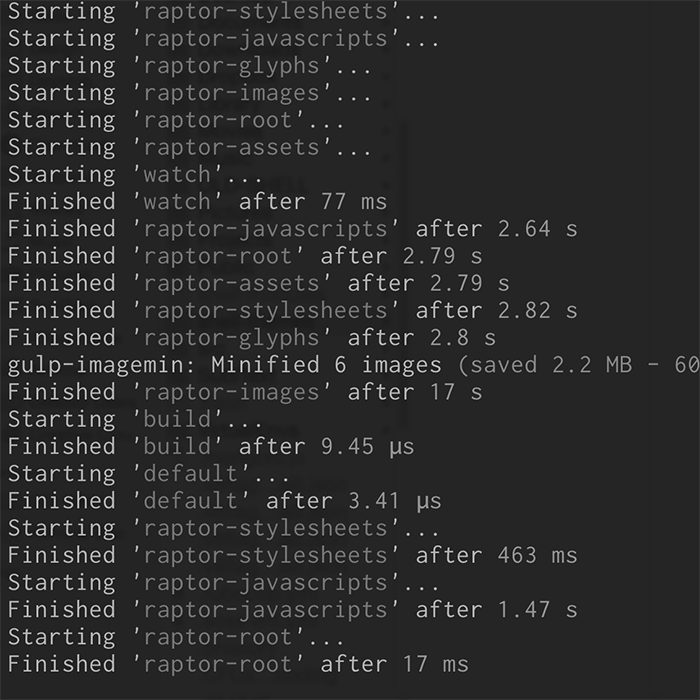 Starting 'raptor-stylesheets'...
Starting 'raptor-javascripts'...
Starting 'raptor-glyphs'...
Starting 'raptor-images'...
Starting 'raptor-root'...
Starting 'raptor-assets'...
Starting 'watch'...
Finished 'watch' after 77 ms
Finished 'raptor-javascripts' after 2.64 s
Finished 'raptor-root' after 2.79 s
Finished 'raptor-assets' after 2.79 s
Finished 'raptor-stylesheets' after 2.82 s
Finished 'raptor-glyphs' after 2.8 s
gulp-imagemin: Minified 6 images (saved 2.2 MB - 60
Finished 'raptor-images' after 17 s
Starting 'build'...
Finished 'build' after 9.45 μs
Starting 'default'...
Finished 'default' after 3.41 μs
Starting 'raptor-stylesheets'...
Finished 'raptor-stylesheets' after 463 ms
Starting 'raptor-javascripts'...
Finished 'raptor-javascripts' after 1.47 s
Starting 'raptor-root'...
Finished 'raptor-root' after 17 ms